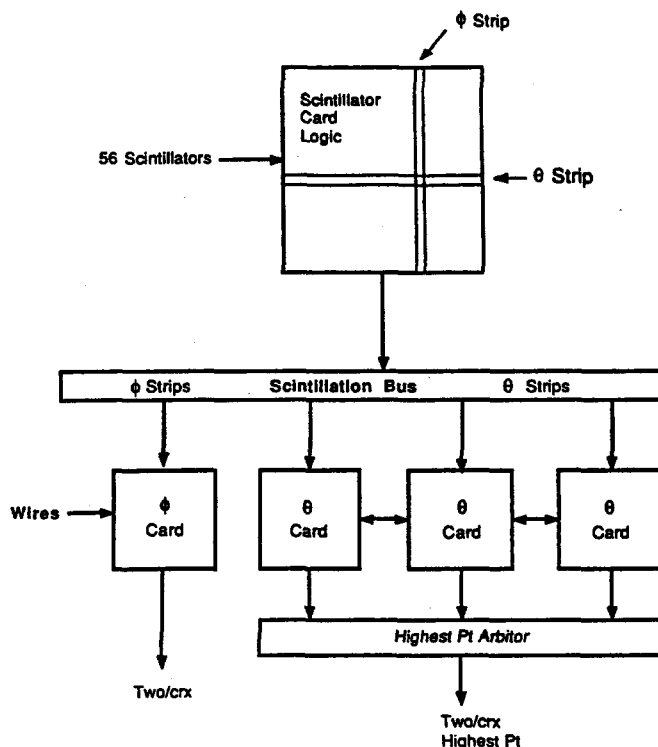 ϕ Strip
Scintillator
Card
Logic
56 Scintillators
θ Strip
ϕ Strips Scintillation Bus θ Strips
Wires
ϕ
Card
θ
Card
θ
Card
θ
Card
Highest Pt Arbitor
Two/crx
Two/crx
Highest Pt